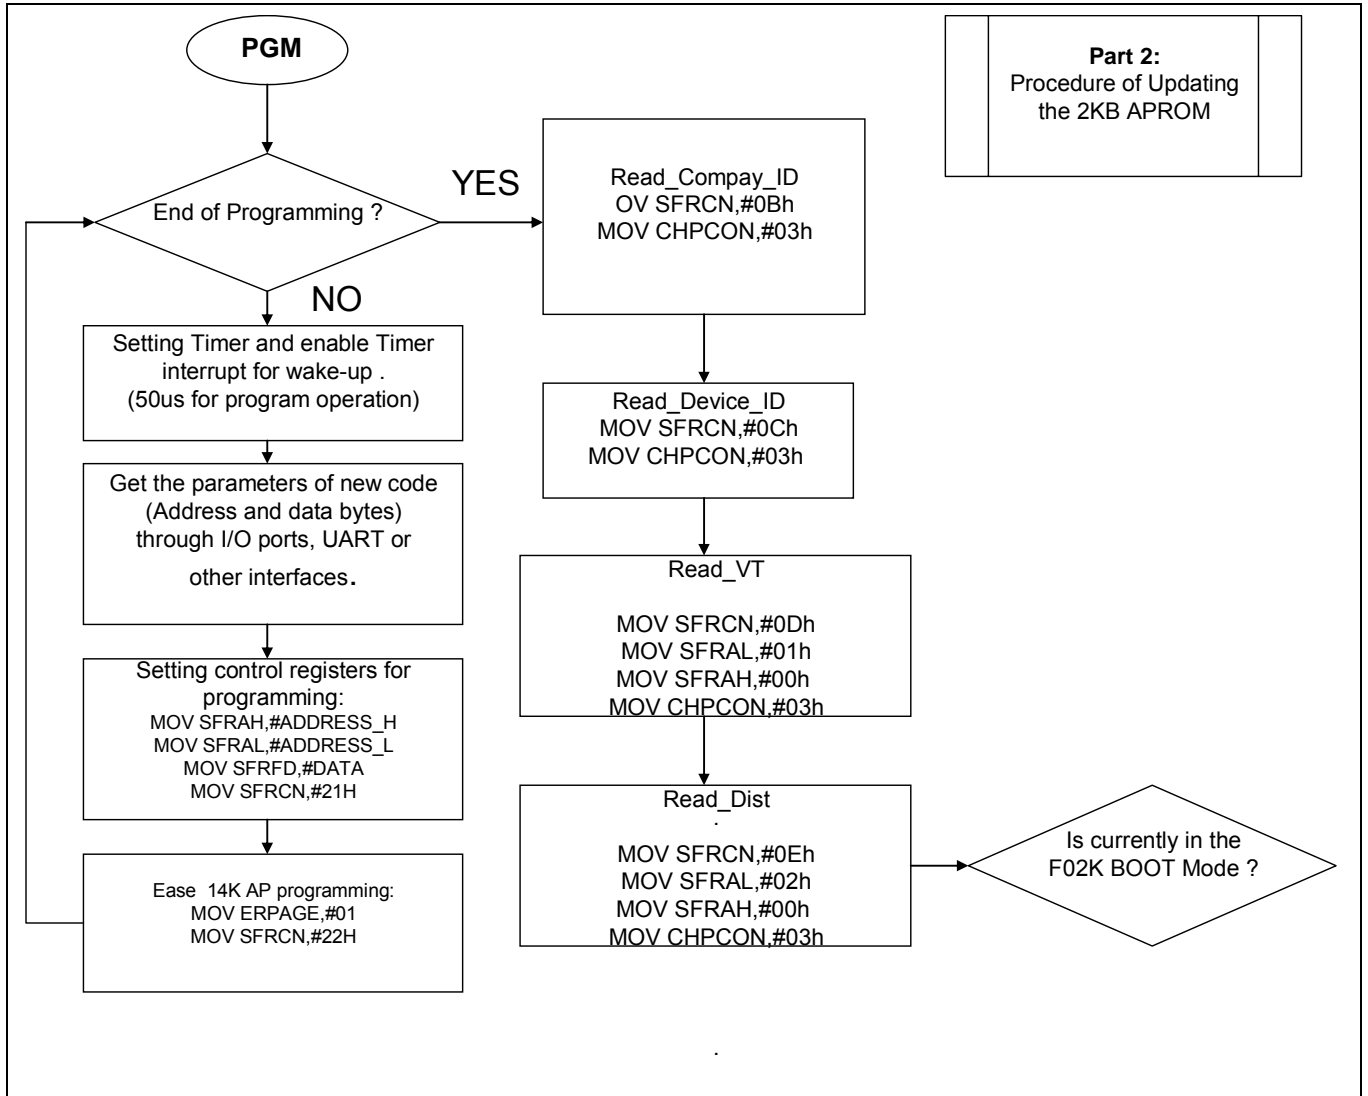 PGM
End of Programming ?
YES
NO
Setting Timer and enable Timer
interrupt for wake-up .
(50us for program operation)
Get the parameters of new code
(Address and data bytes)
through I/O ports, UART or
other interfaces.
Setting control registers for
programming:
MOV SFRAH,#ADDRESS_H
MOV SFRAL,#ADDRESS_L
MOV SFRFD,#DATA
MOV SFRCN,#21H
Ease 14K AP programming:
MOV ERPAGE,#01
MOV SFRCN,#22H
Read_Compay_ID
OV SFRCN,#0Bh
MOV CHPCON,#03h
Read_Device_ID
MOV SFRCN,#0Ch
MOV CHPCON,#03h
Read_VT
MOV SFRCN,#0Dh
MOV SFRAL,#01h
MOV SFRAH,#00h
MOV CHPCON,#03h
Read_Dist
.
MOV SFRCN,#0Eh
MOV SFRAL,#02h
MOV SFRAH,#00h
MOV CHPCON,#03h
.
Part 2:
Procedure of Updating
the 2KB APROM
Is currently in the
F02K BOOT Mode ?